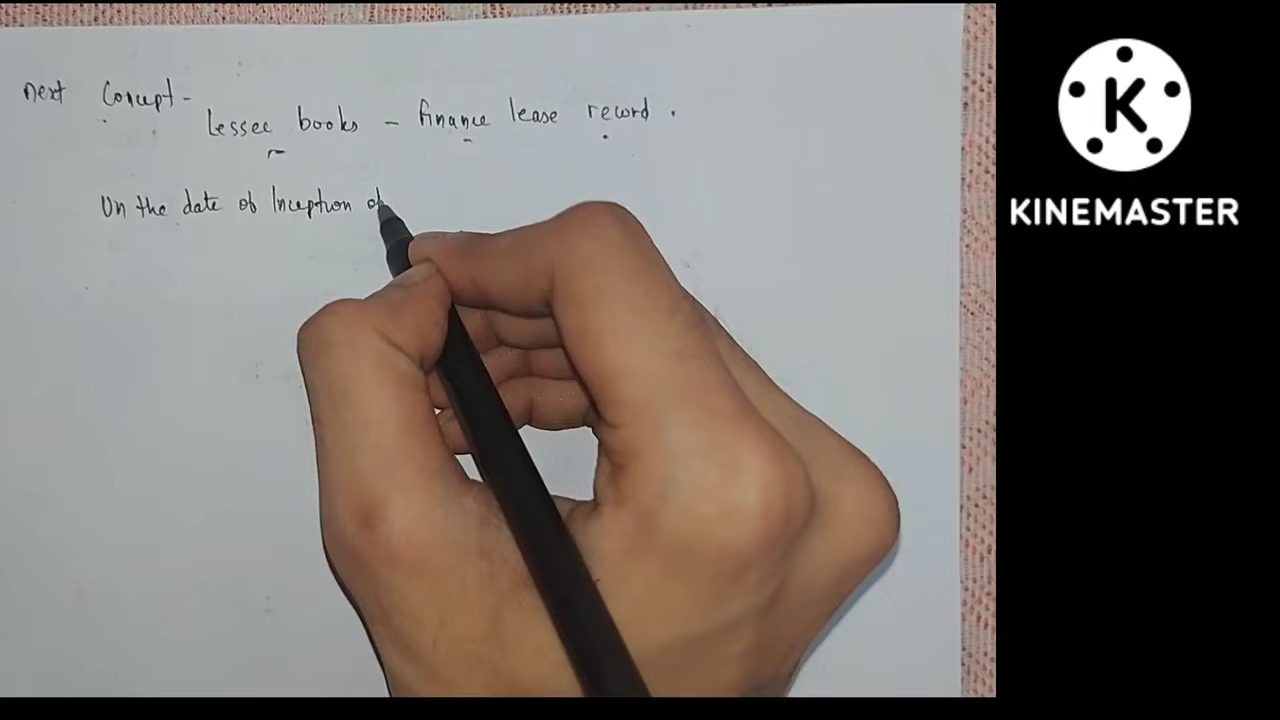 next Concept -
Lessee books - finance lease record .
On the date of Inception of
KINEMASTER